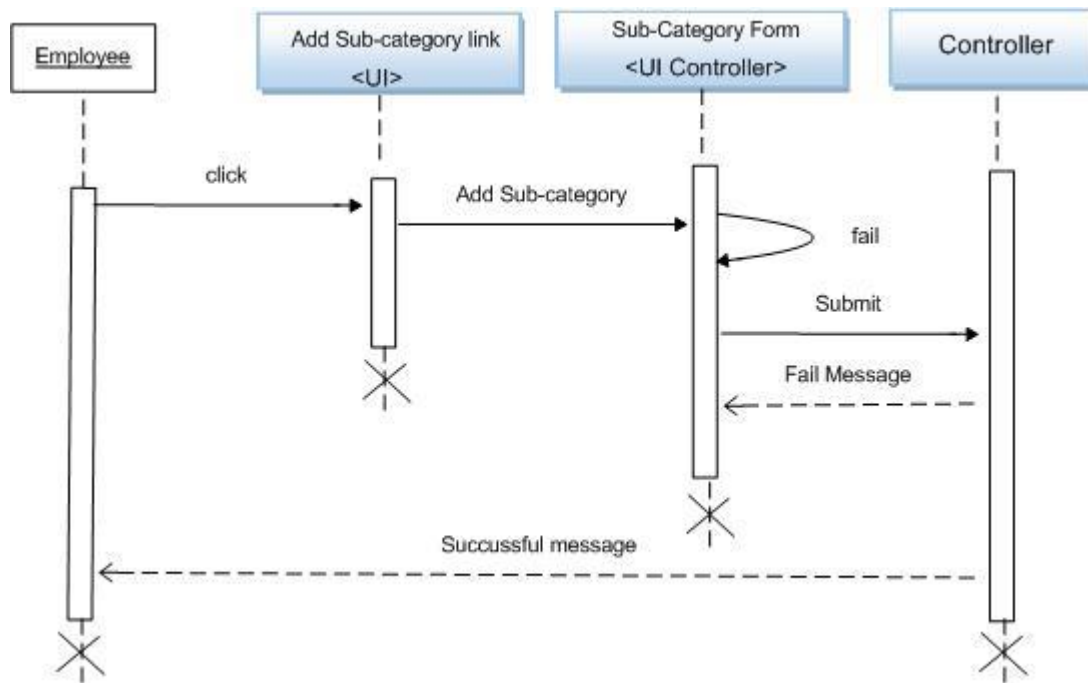 Employee
Add Sub-category link
<UI>
Sub-Category Form
<UI Controller>
Controller
click
Add Sub-category
fail
Submit
Fail Message
Succussful message